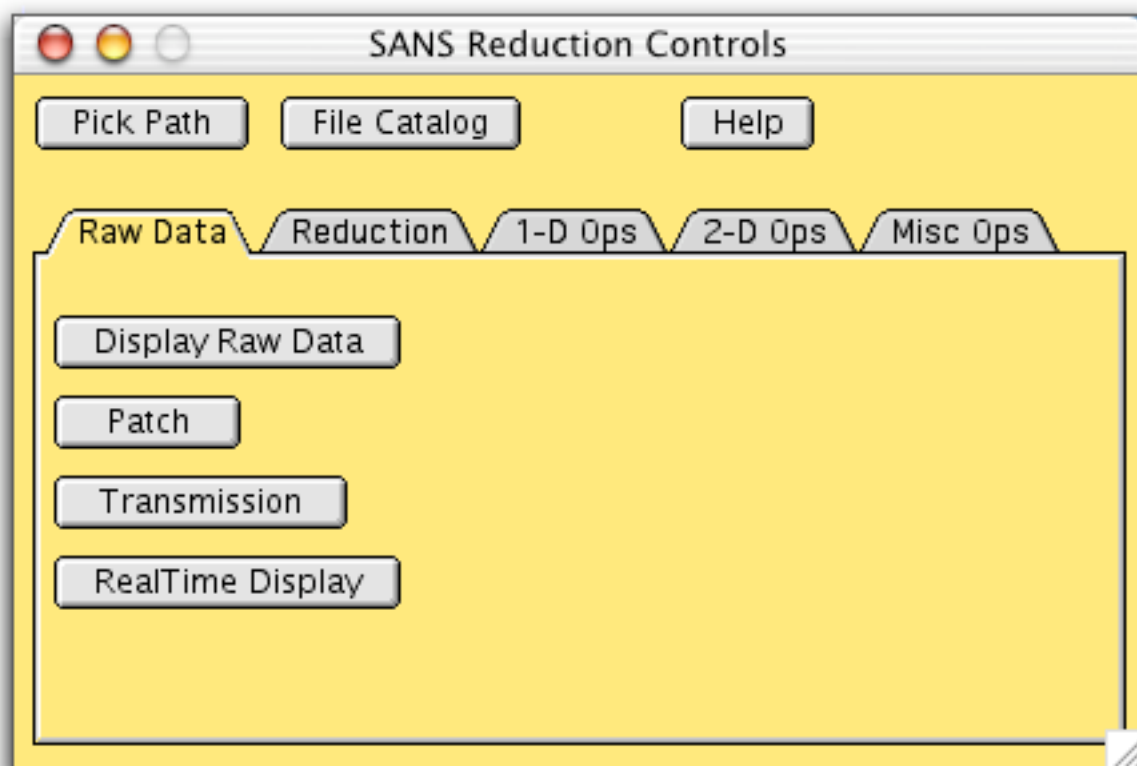 SANS Reduction Controls
Pick Path File Catalog Help
Raw Data Reduction 1-D Ops 2-D Ops Misc Ops
Display Raw Data
Patch
Transmission
RealTime Display